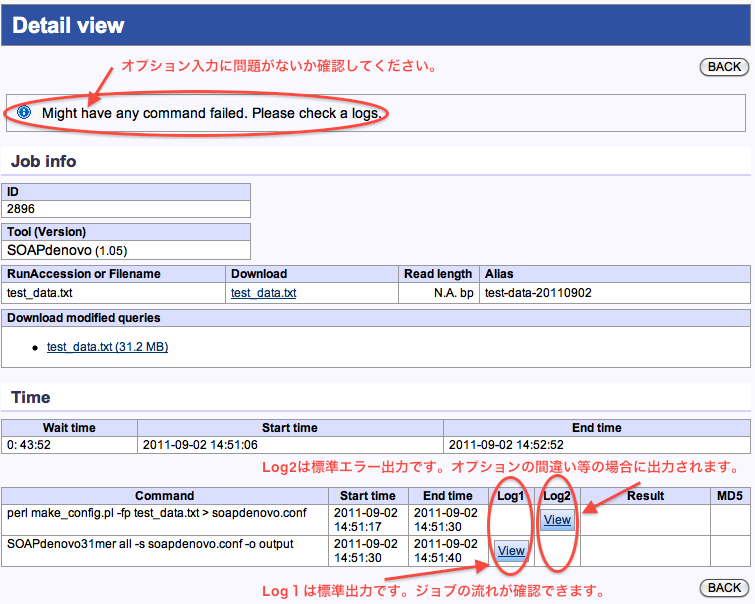 Detail view
オプション入力に問題がないか確認してください。
BACK
Might have any command failed. Please check a logs.
Job info
ID
2896
Tool (Version)
SOAPdenovo (1.05)
RunAccession or Filename Download Read length Alias
test_data.txt test_data.txt N.A. bp test-data-20110902
Download modified queries
test_data.txt (31.2 MB)
Time
Wait time Start time End time
0: 43:52 2011-09-02 14:51:06 2011-09-02 14:52:52
Log2は標準エラー出力です。オプションの間違い等の場合に出力されます。
Command Start time End time Log1 Log2 Result MD5
perl make_config.pl -fp test_data.txt > soapdenovo.conf 2011-09-02 2011-09-02 View
14:51:17 14:51:30
SOAPdenovo31mer all -s soapdenovo.conf -o output 2011-09-02 2011-09-02 View
14:51:30 14:51:40
Log１は標準出力です。ジョブの流れが確認できます。
BACK